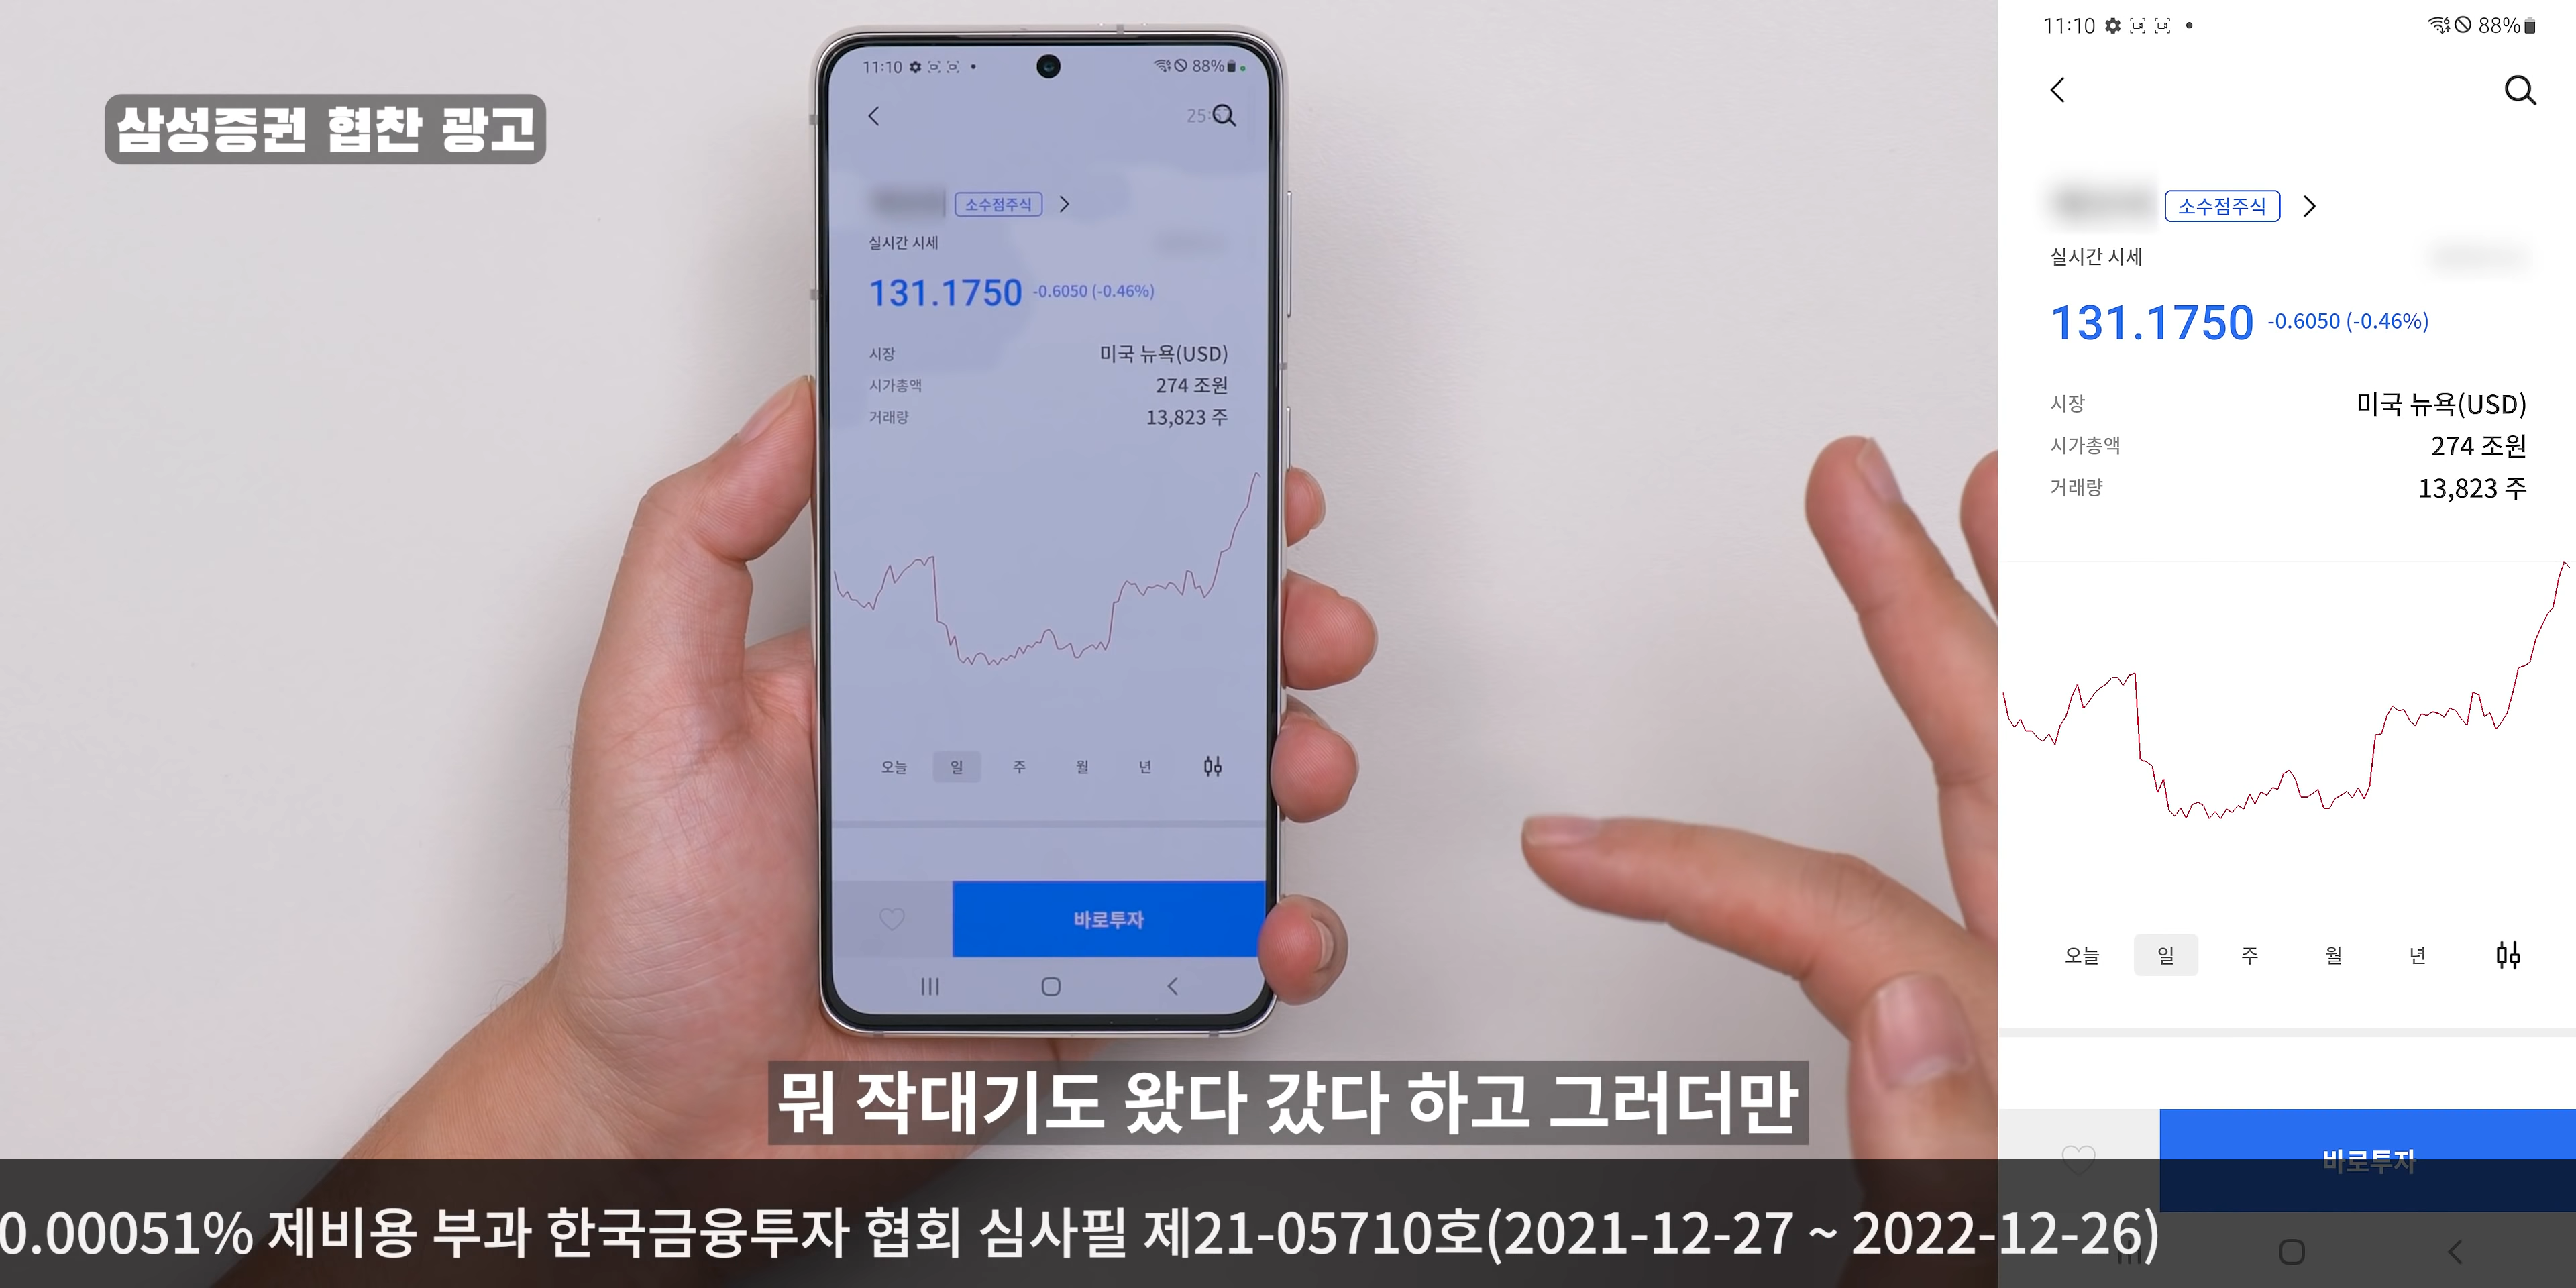 삼성증권 협찬 광고
11:10
88%
25:5
소수점주식
실시간 시세
131.1750 -0.6050 (-0.46%)
시장 미국 뉴욕(USD)
시가총액 274 조원
거래량 13,823 주
오늘 일 주 월 년
바로투자
11:10
88%
소수점주식
실시간 시세
131.1750 -0.6050 (-0.46%)
시장 미국 뉴욕(USD)
시가총액 274 조원
거래량 13,823 주
오늘 일 주 월 년
바로투자
뭐 작대기도 왔다 갔다 하고 그러더만
0.00051% 제비용 부과 한국금융투자 협회 심사필 제21-05710호(2021-12-27 ~ 2022-12-26)